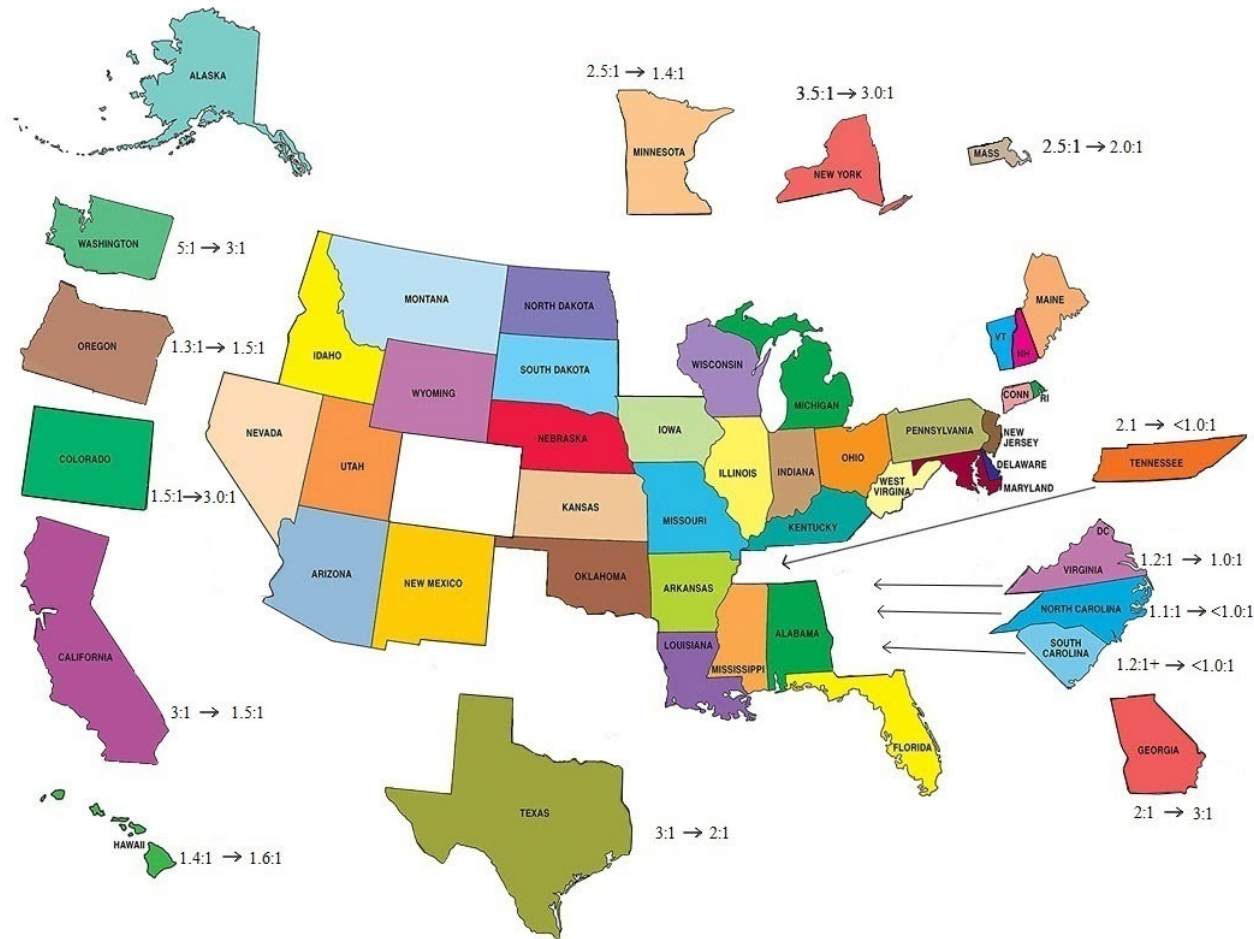 ALASKA
2.5:1 → 1.4:1
MINNESOTA
3.5:1 → 3.0:1
NEW YORK
MASS
2.5:1 → 2.0:1
WASHINGTON
5:1 → 3:1
OREGON
1.3:1 → 1.5:1
COLORADO
1.5:1→3.0:1
CALIFORNIA
3:1 → 1.5:1
HAWAII
1.4:1 → 1.6:1
MONTANA
NORTH DAKOTA
IDAHO
WYOMING
SOUTH DAKOTA
NEVADA
UTAH
NEBRASKA
KANSAS
ARIZONA
NEW MEXICO
OKLAHOMA
TEXAS
3:1 → 2:1
WISCONSIN
MICHIGAN
IOWA
ILLINOIS
INDIANA
OHIO
MISSOURI
KENTUCKY
WEST
VIRGINA
PENNSYLVANIA
ARKANSAS
LOUISIANA
MISSISSIPPI
ALABAMA
FLORIDA
MAINE
VT
NH
CONN
RI
NEW
JERSEY
DELAWARE
MARYLAND
2.1 → <1.0:1
TENNESSEE
DC
VIRGINIA
1.2:1 → 1.0:1
NORTH CAROLINA
1.1:1 → <1.0:1
SOUTH
CAROLINA
1.2:1+ → <1.0:1
GEORGIA
2:1 → 3:1